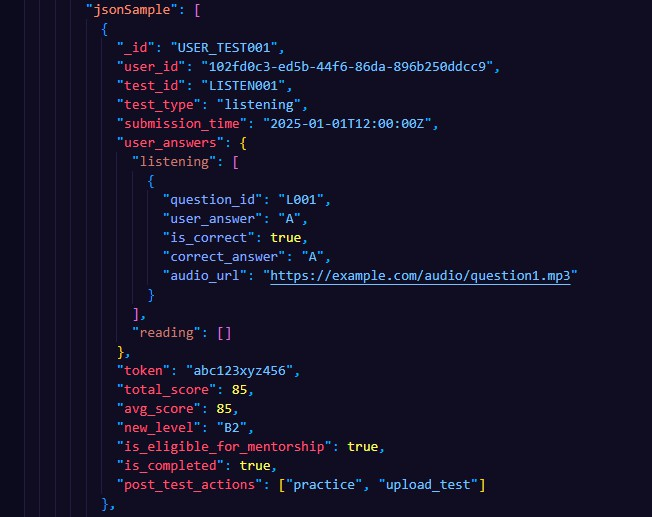 "jsonSample": [
{
"_id": "USER_TEST001",
"user_id": "102fd0c3-ed5b-44f6-86da-896b250ddcc9",
"test_id": "LISTEN001",
"test_type": "listening",
"submission_time": "2025-01-01T12:00:00Z",
"user_answers": {
"listening": [
{
"question_id": "L001",
"user_answer": "A",
"is_correct": true,
"correct_answer": "A",
"audio_url": "https://example.com/audio/question1.mp3"
}
],
"reading": []
},
"token": "abc123xyz456",
"total_score": 85,
"avg_score": 85,
"new_level": "B2",
"is_eligible_for_mentorship": true,
"is_completed": true,
"post_test_actions": ["practice", "upload_test"]
},